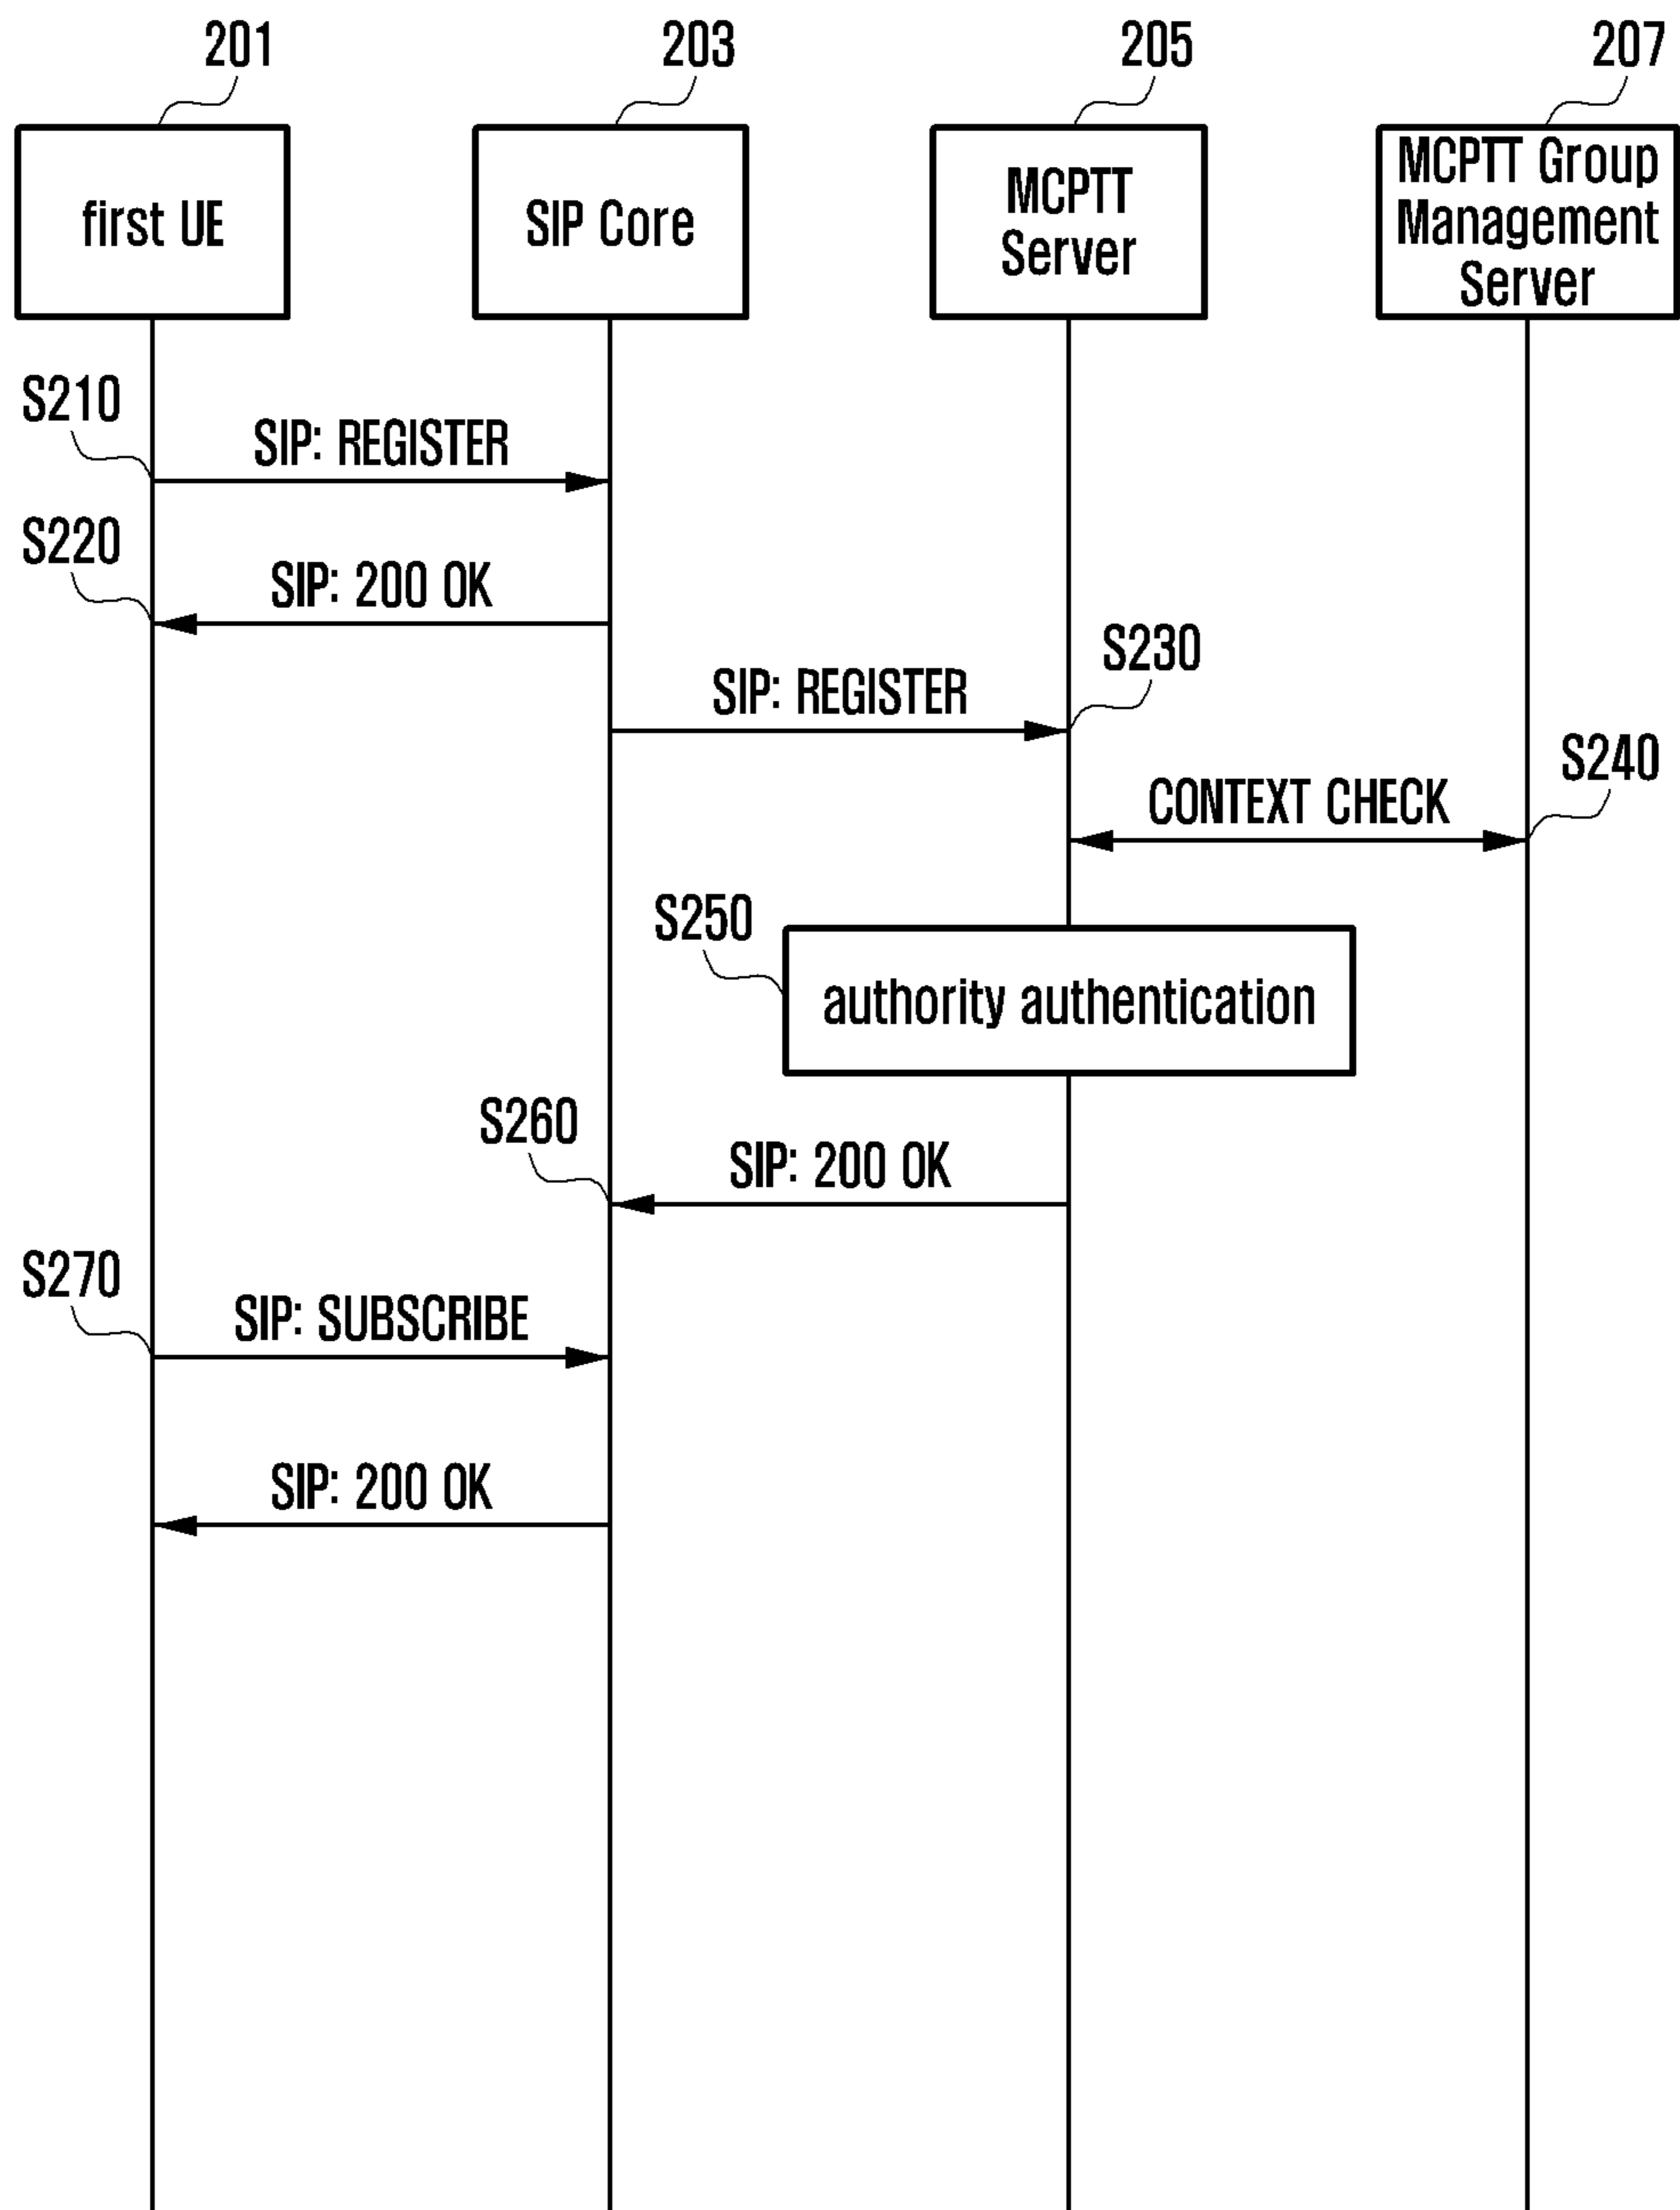 201
203
205
207
first UE
SIP Core
MCPTT
Server
MCPTT Group
Management
Server
S210
SIP: REGISTER
S220
SIP: 200 OK
S230
SIP: REGISTER
S240
CONTEXT CHECK
S250
authority authentication
S260
SIP: 200 OK
S270
SIP: SUBSCRIBE
SIP: 200 OK